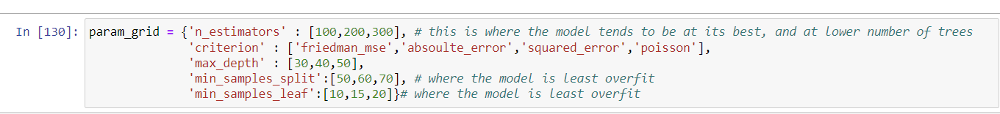 In [130]: param_grid = {'n_estimators' : [100,200,300], # this is where the model tends to be at its best, and at lower number of trees
'criterion' : ['friedman_mse','absoulte_error','squared_error','poisson'],
'max_depth' : [30,40,50],
'min_samples_split':[50,60,70], # where the model is least overfit
'min_samples_leaf':[10,15,20]}# where the model is least overfit